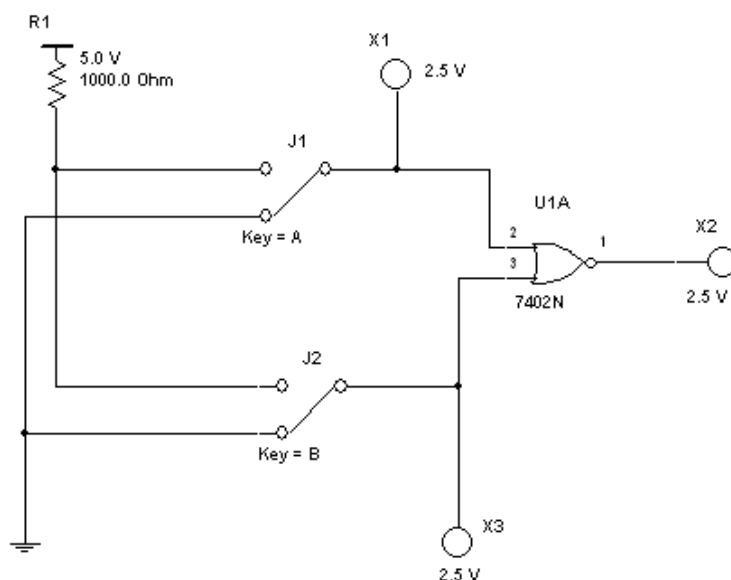 R1
5.0 V
1000.0 Ohm
X1
2.5 V
J1
Key = A
U1A
2
3
1
7402N
X2
2.5 V
J2
Key = B
X3
2.5 V